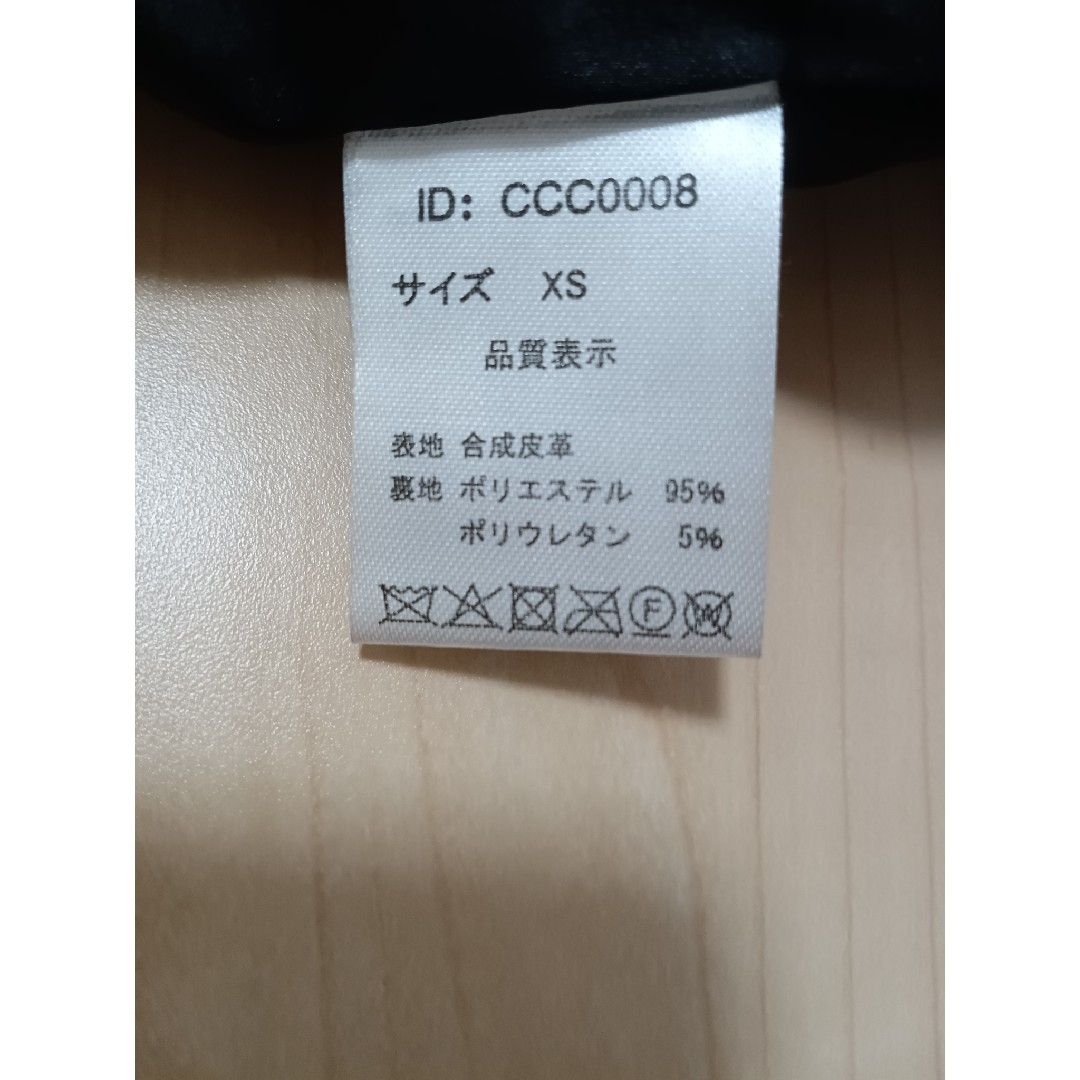 ID: CCC0008
サイズ XS
品質表示
表地 合成皮革
裏地 ポリエステル 95%
ポリウレタン 5%
F W